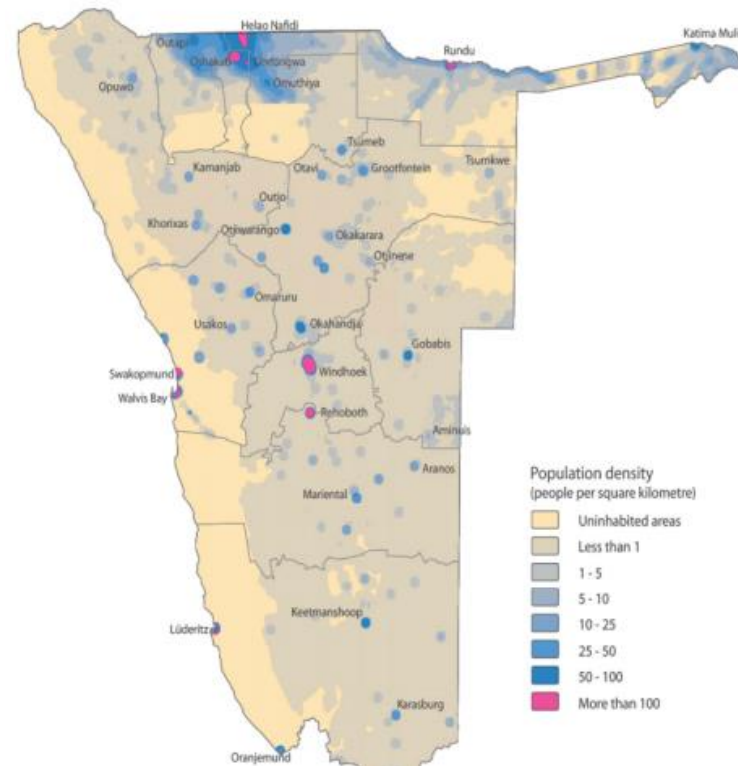 Helao Nafidi
Katima Muli
Outapi
Rundu
Oshakati
Opuwo
Omuthiya
Tsumeb
Tsumkwe
Kamanjab
Otavi
Grootfontein
Outjo
Khorixas
Otjiwarango
Okakarara
Otjinene
Omaruru
Usakos
Okahandja
Gobabis
Swakopmund
Windhoek
Walvis Bay
Rehoboth
Aminuis
Aranos
Mariental
Population density
(people per square kilometre)
Uninhabited areas
Less than 1
1 - 5
5 - 10
10 - 25
25 - 50
50 - 100
More than 100
Keetmanshoop
Lüderitz
Karasburg
Oranjemund